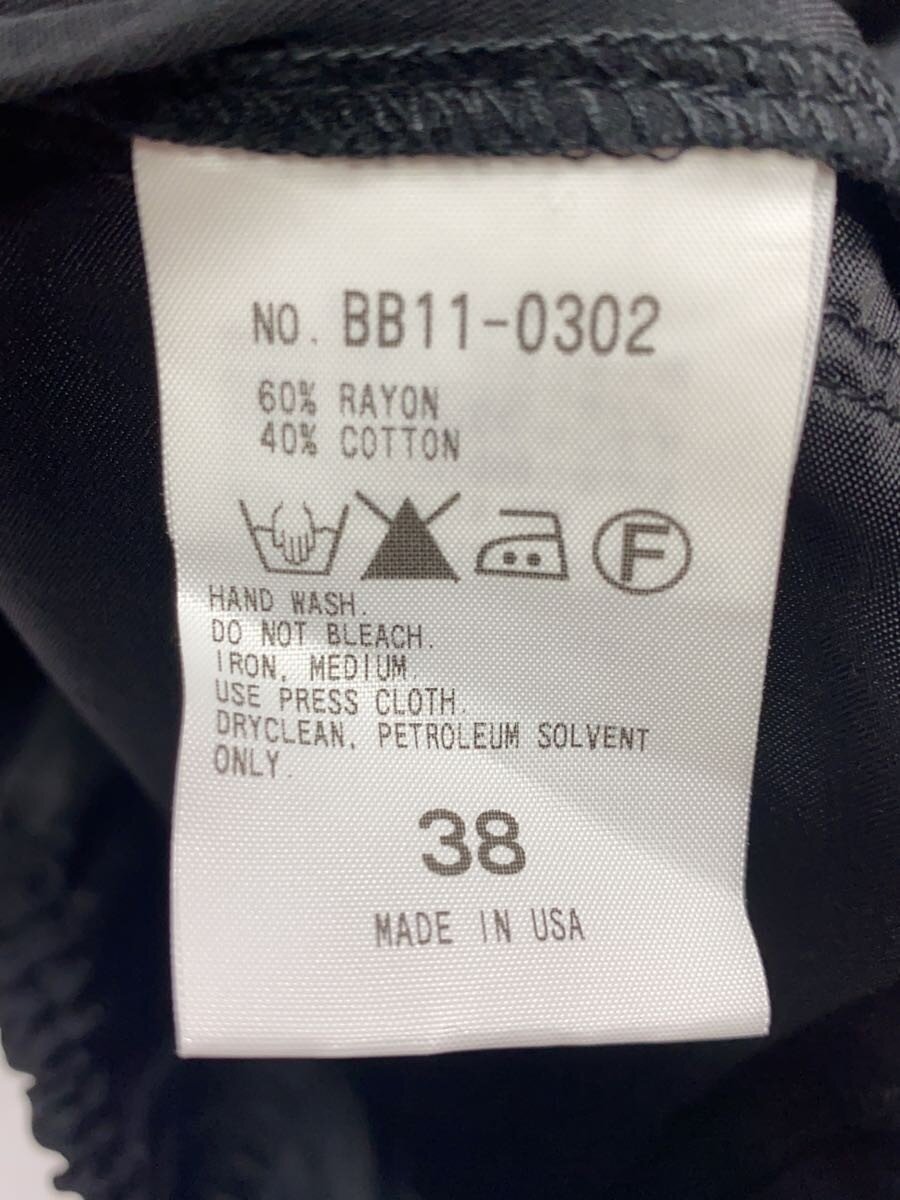 NO. BB11-0302
60% RAYON
40% COTTON
F
HAND WASH.
DO NOT BLEACH.
IRON, MEDIUM.
USE PRESS CLOTH.
DRYCLEAN, PETROLEUM SOLVENT
ONLY.
38
MADE IN USA